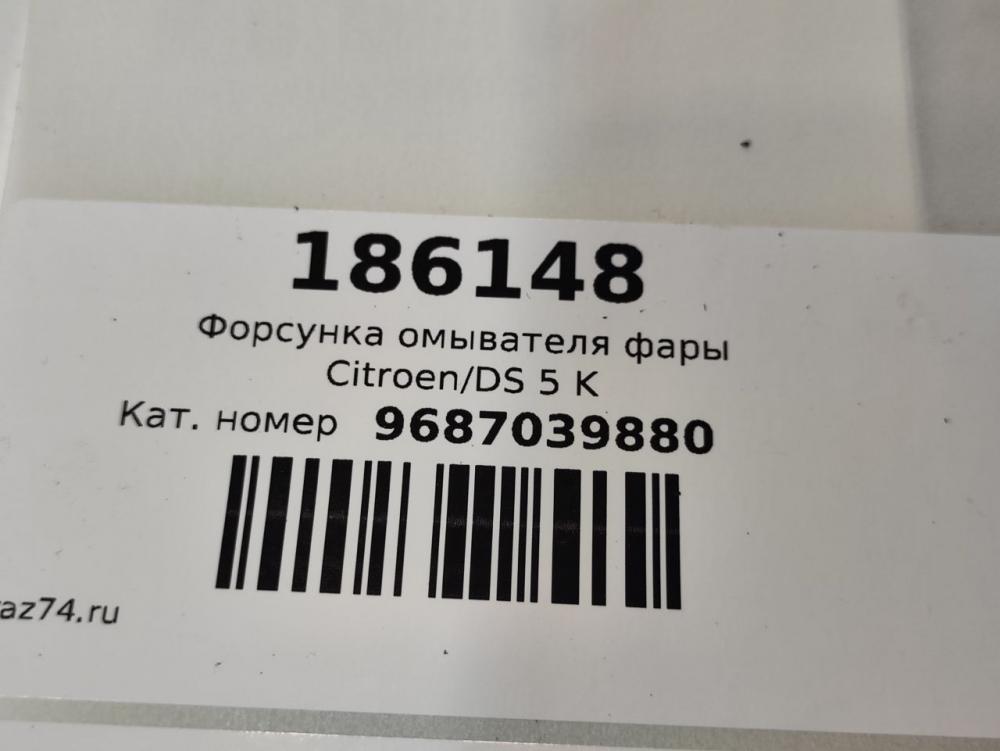 186148
Форсунка омывателя фары
Citroen/DS 5 K
Кат. номер 9687039880
az74.ru